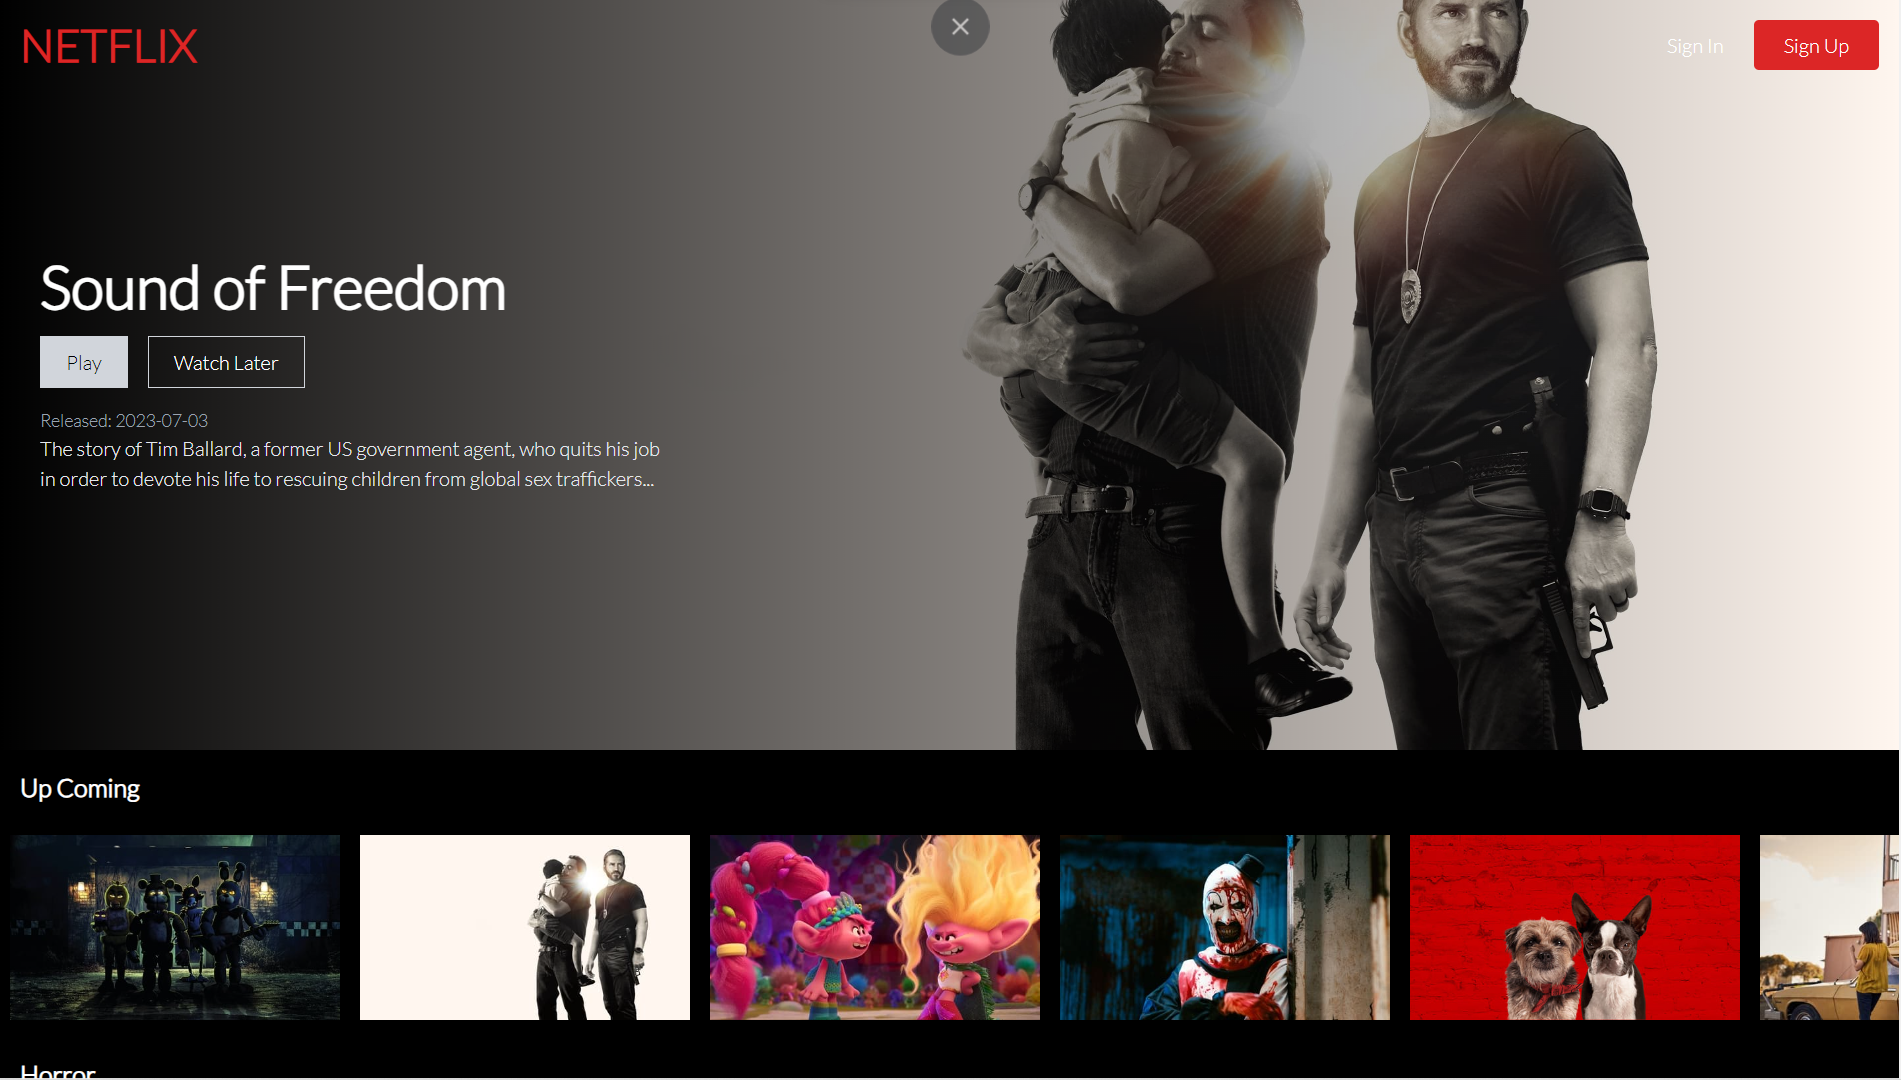 NETFLIX
Sign In
Sign Up
Sound of Freedom
Play
Watch Later
Released: 2023-07-03
The story of Tim Ballard, a former US government agent, who quits his job
in order to devote his life to rescuing children from global sex traffickers...
Up Coming
Horror